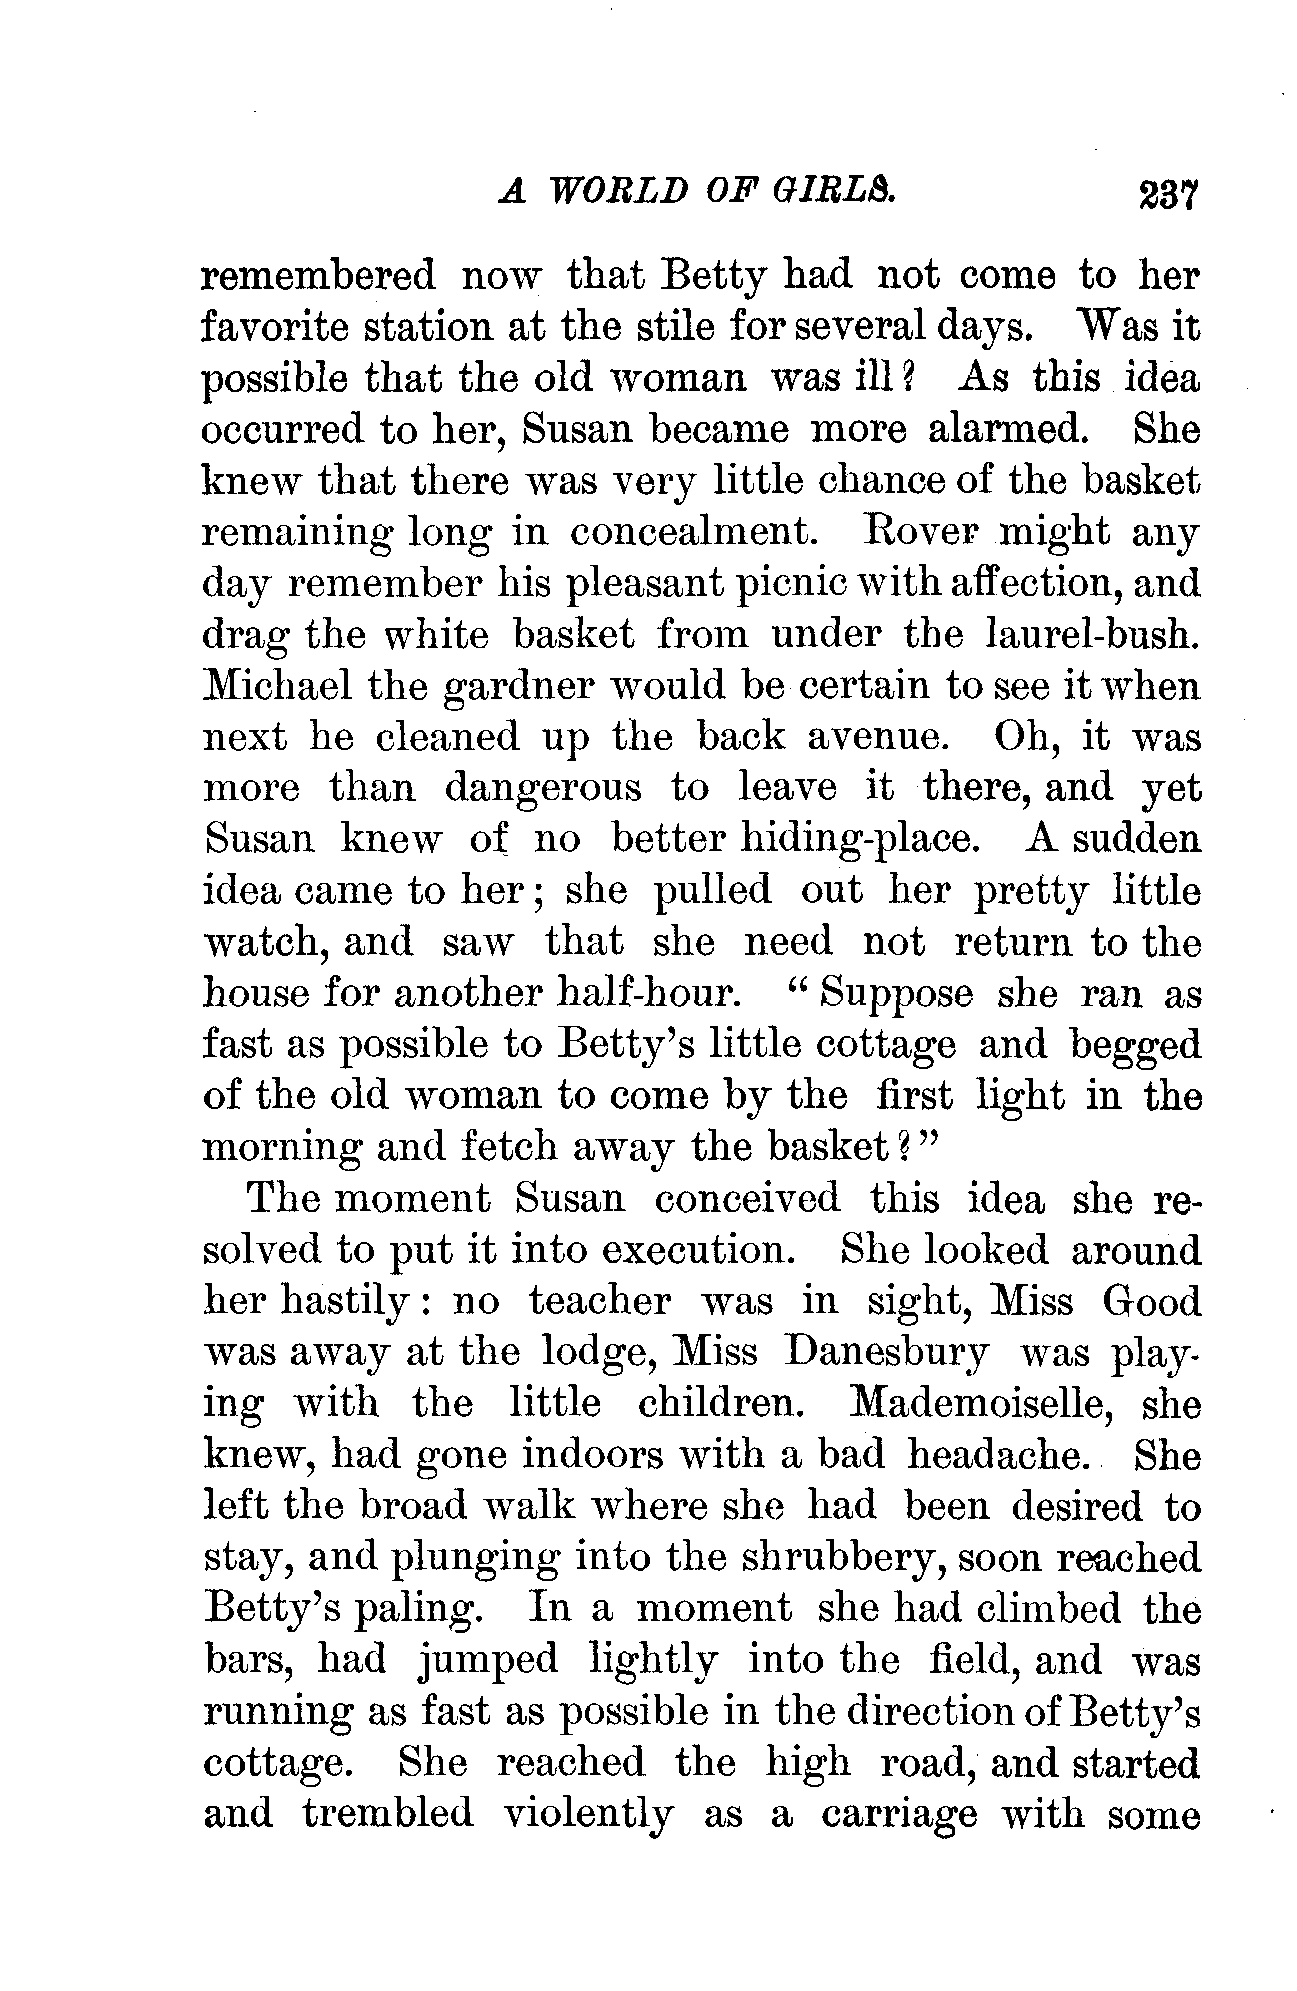 A WORLD OF GIRLS. 237
remembered now that Betty had not come to her
favorite station at the stile for several days. Was it
possible that the old woman was ill? As this idea
occurred to her, Susan became more alarmed. She
knew that there was very little chance of the basket
remaining long in concealment. Rover might any
day remember his pleasant picnic with affection, and
drag the white basket from under the laurel-bush.
Michael the gardner would be certain to see it when
next he cleaned up the back avenue. Oh, it was
more than dangerous to leave it there, and yet
Susan knew of no better hiding-place. A sudden
idea came to her; she pulled out her pretty little
watch, and saw that she need not return to the
house for another half-hour. “Suppose she ran as
fast as possible to Betty’s little cottage and begged
of the old woman to come by the first light in the
morning and fetch away the basket?”
The moment Susan conceived this idea she re-
solved to put it into execution. She looked around
her hastily: no teacher was in sight, Miss Good
was away at the lodge, Miss Danesbury was play-
ing with the little children. Mademoiselle, she
knew, had gone indoors with a bad headache. She
left the broad walk where she had been desired to
stay, and plunging into the shrubbery, soon reached
Betty’s paling. In a moment she had climbed the
bars, had jumped lightly into the field, and was
running as fast as possible in the direction of Betty’s
cottage. She reached the high road, and started
and trembled violently as a carriage with some